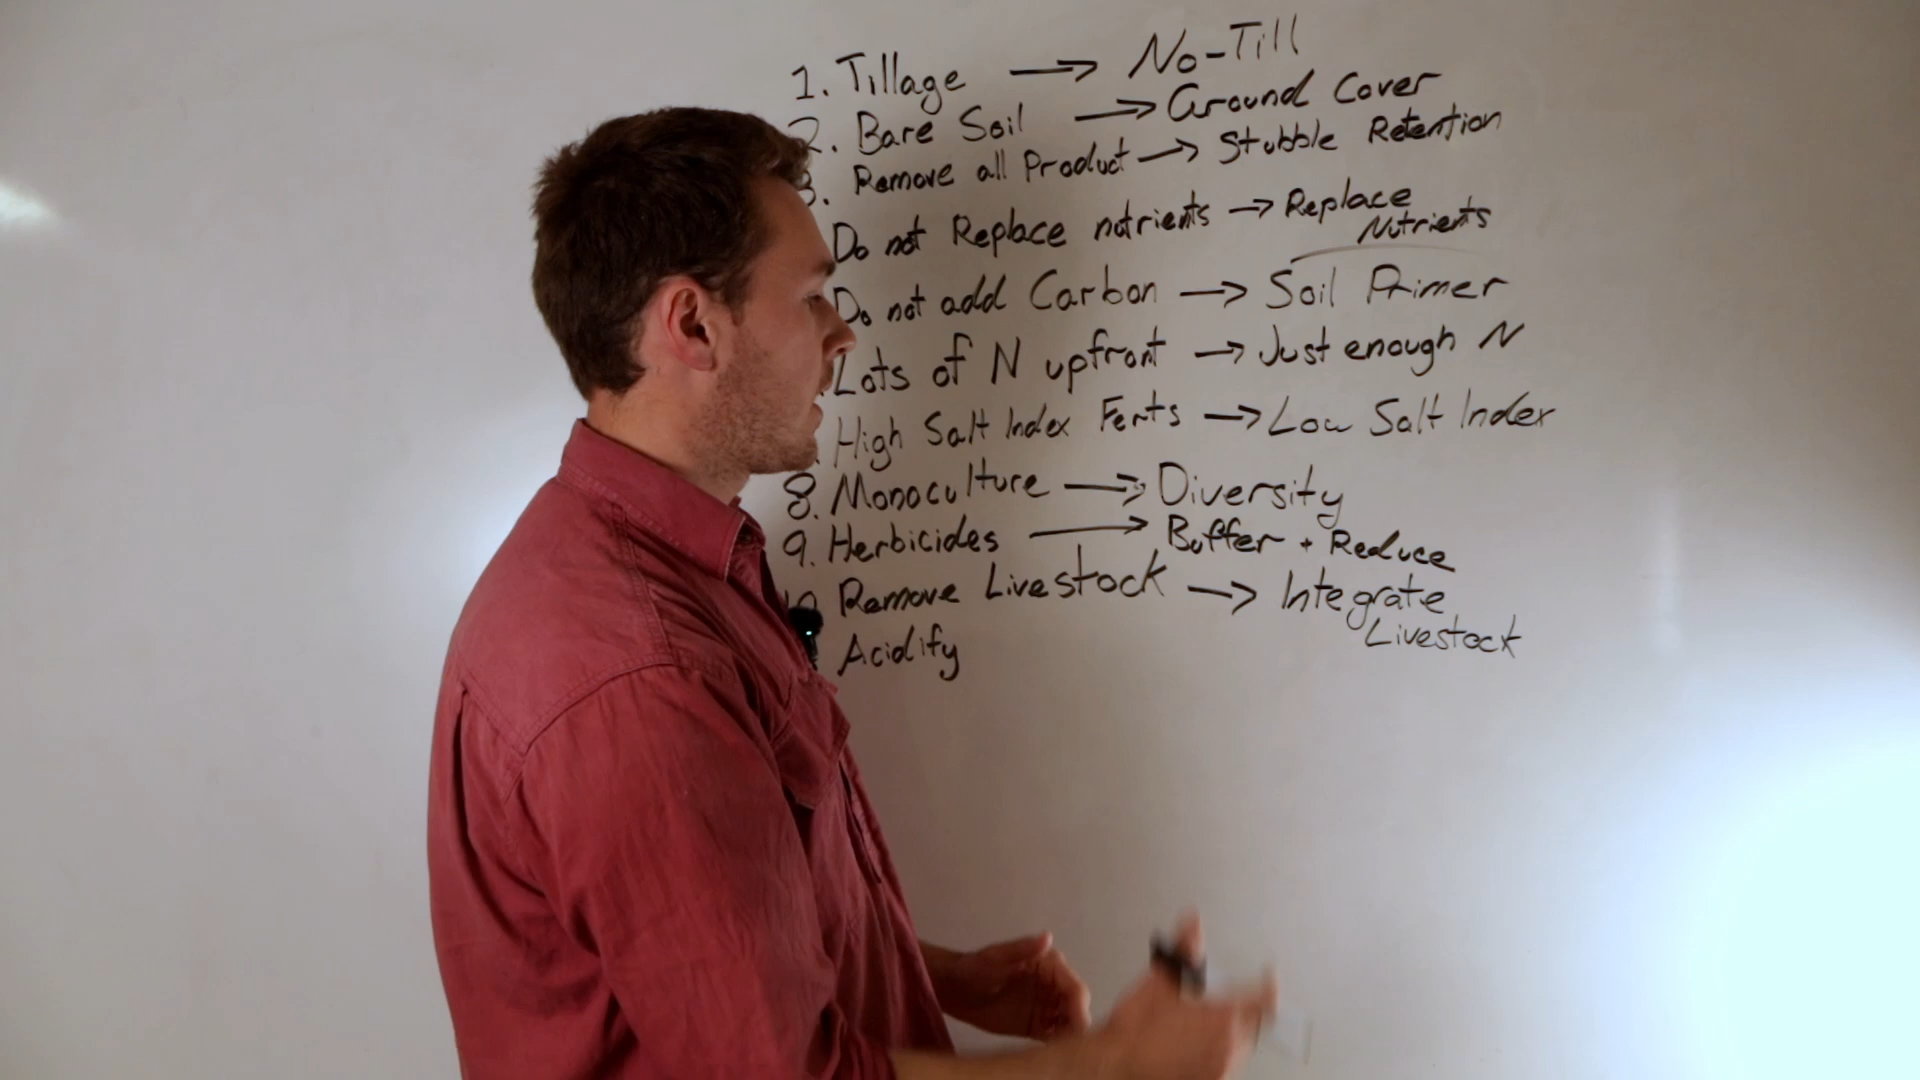 1. Tillage → No-Till
2. Bare Soil → Ground Cover
3. Remove all Product → Stubble Retention
Do not Replace nutrients → Replace Nutrients
Do not add Carbon → Soil Primer
Lots of N upfront → Just enough N
High Salt Index Ferts → Low Salt Index
8. Monoculture → Diversity
9. Herbicides → Buffer + Reduce
10 Remove Livestock → Integrate Livestock
Acidify